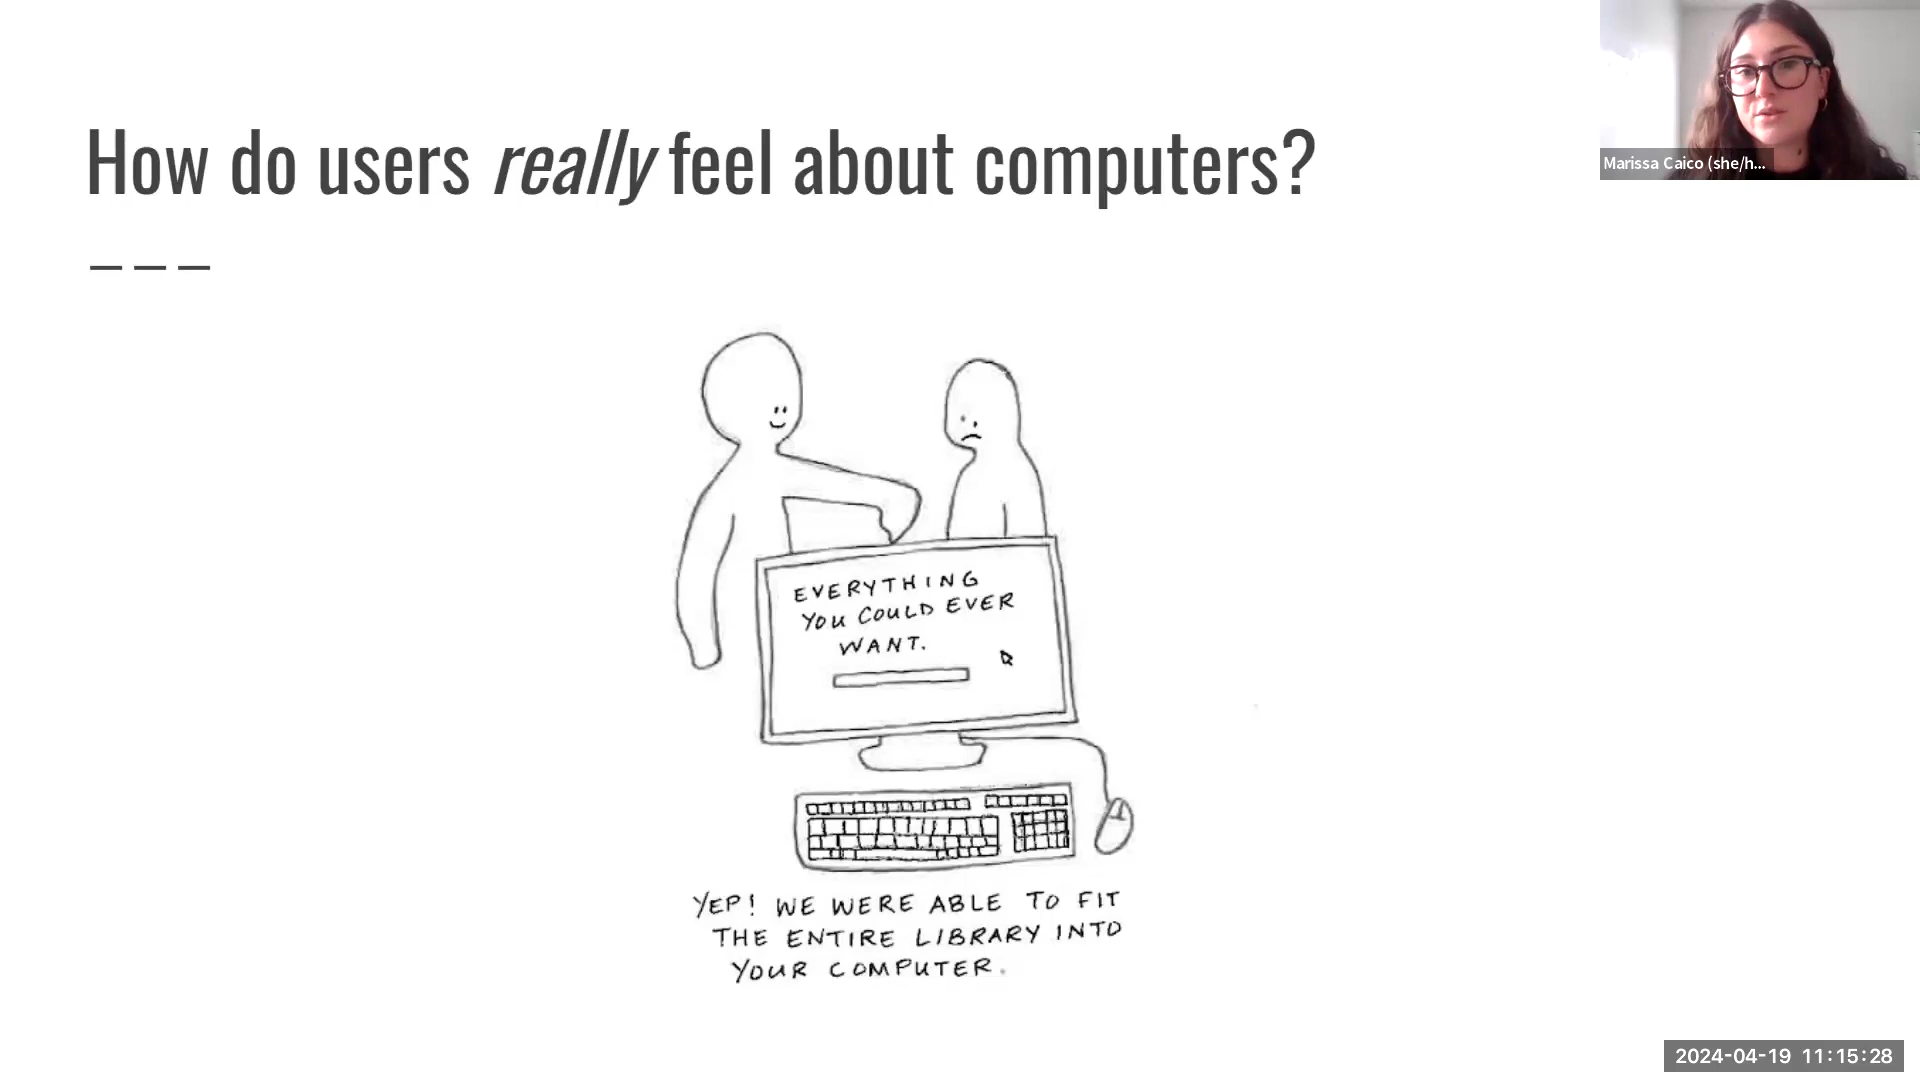 How do users really feel about computers?
Marissa Caico (she/h...
EVERYTHING
YOU COULD EVER
WANT.
YEP! WE WERE ABLE TO FIT
THE ENTIRE LIBRARY INTO
YOUR COMPUTER.
2024-04-19 11:15:28